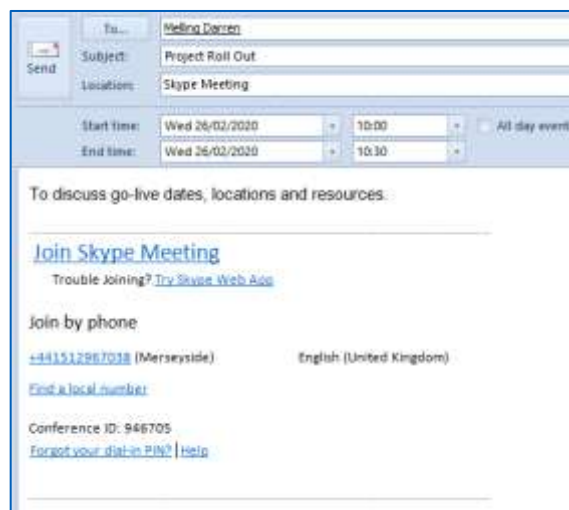 To... Melling Darren
Send
Subject: Project Roll Out
Location: Skype Meeting
Start time: Wed 26/02/2020 10:00 All day event
End time: Wed 26/02/2020 10:30
To discuss go-live dates, locations and resources.
Join Skype Meeting
Trouble Joining? Try Skype Web App
Join by phone
+441512967038 (Merseyside) English (United Kingdom)
Find a local number
Conference ID: 946705
Forgot your dial-in PIN? | Help